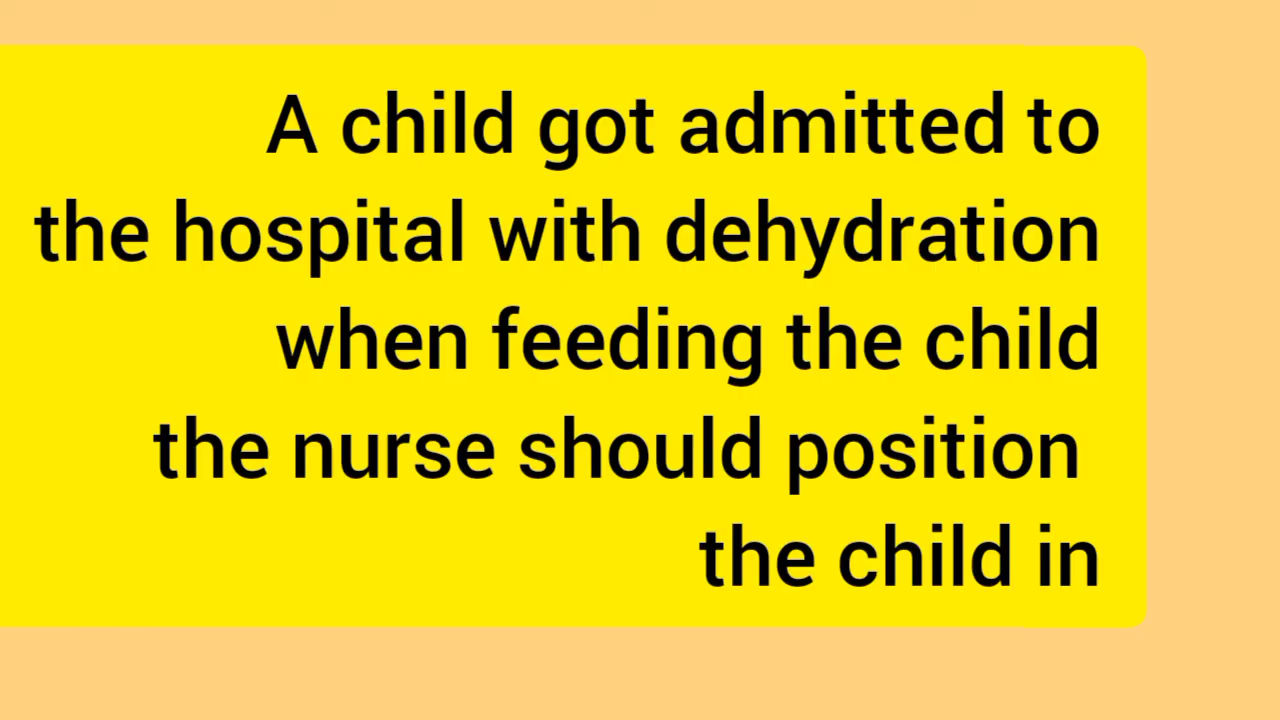 A child got admitted to
the hospital with dehydration
when feeding the child
the nurse should position
the child in